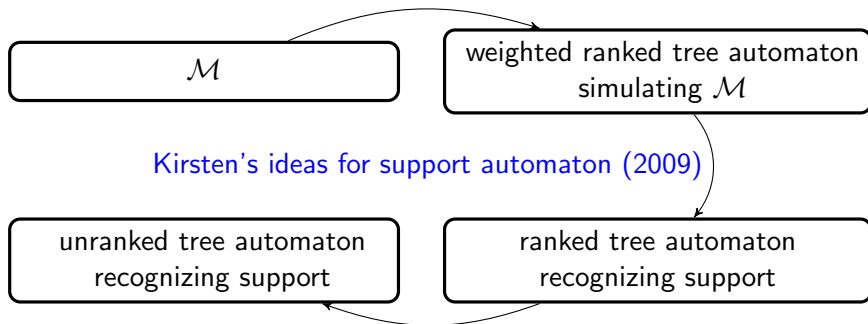 ℳ
weighted ranked tree automaton
simulating ℳ
Kirsten's ideas for support automaton (2009)
unranked tree automaton
recognizing support
ranked tree automaton
recognizing support